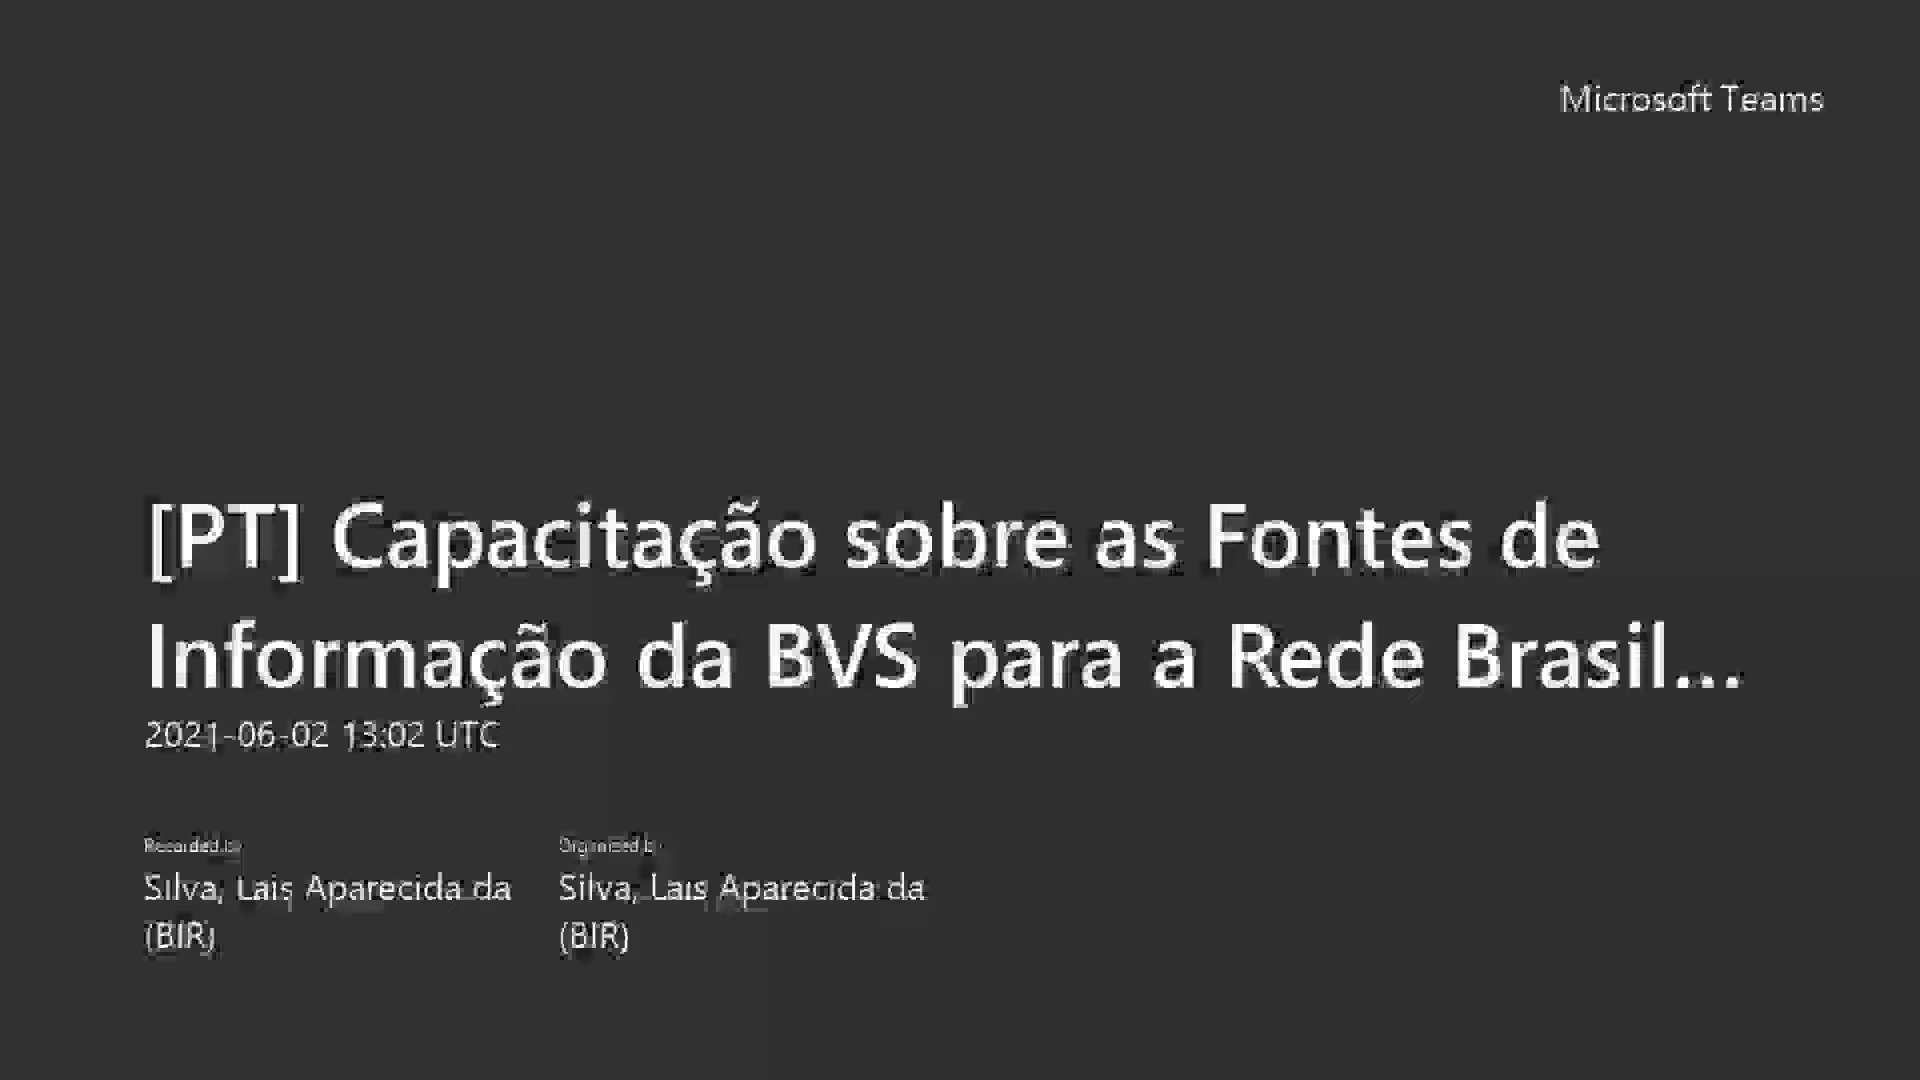 Microsoft Teams
[PT] Capacitação sobre as Fontes de
Informação da BVS para a Rede Brasil...
2021-06-02 13:02 UTC
Recorded by
Organized by
Silva, Lais Aparecida da
(BIR)
Silva, Lais Aparecida da
(BIR)